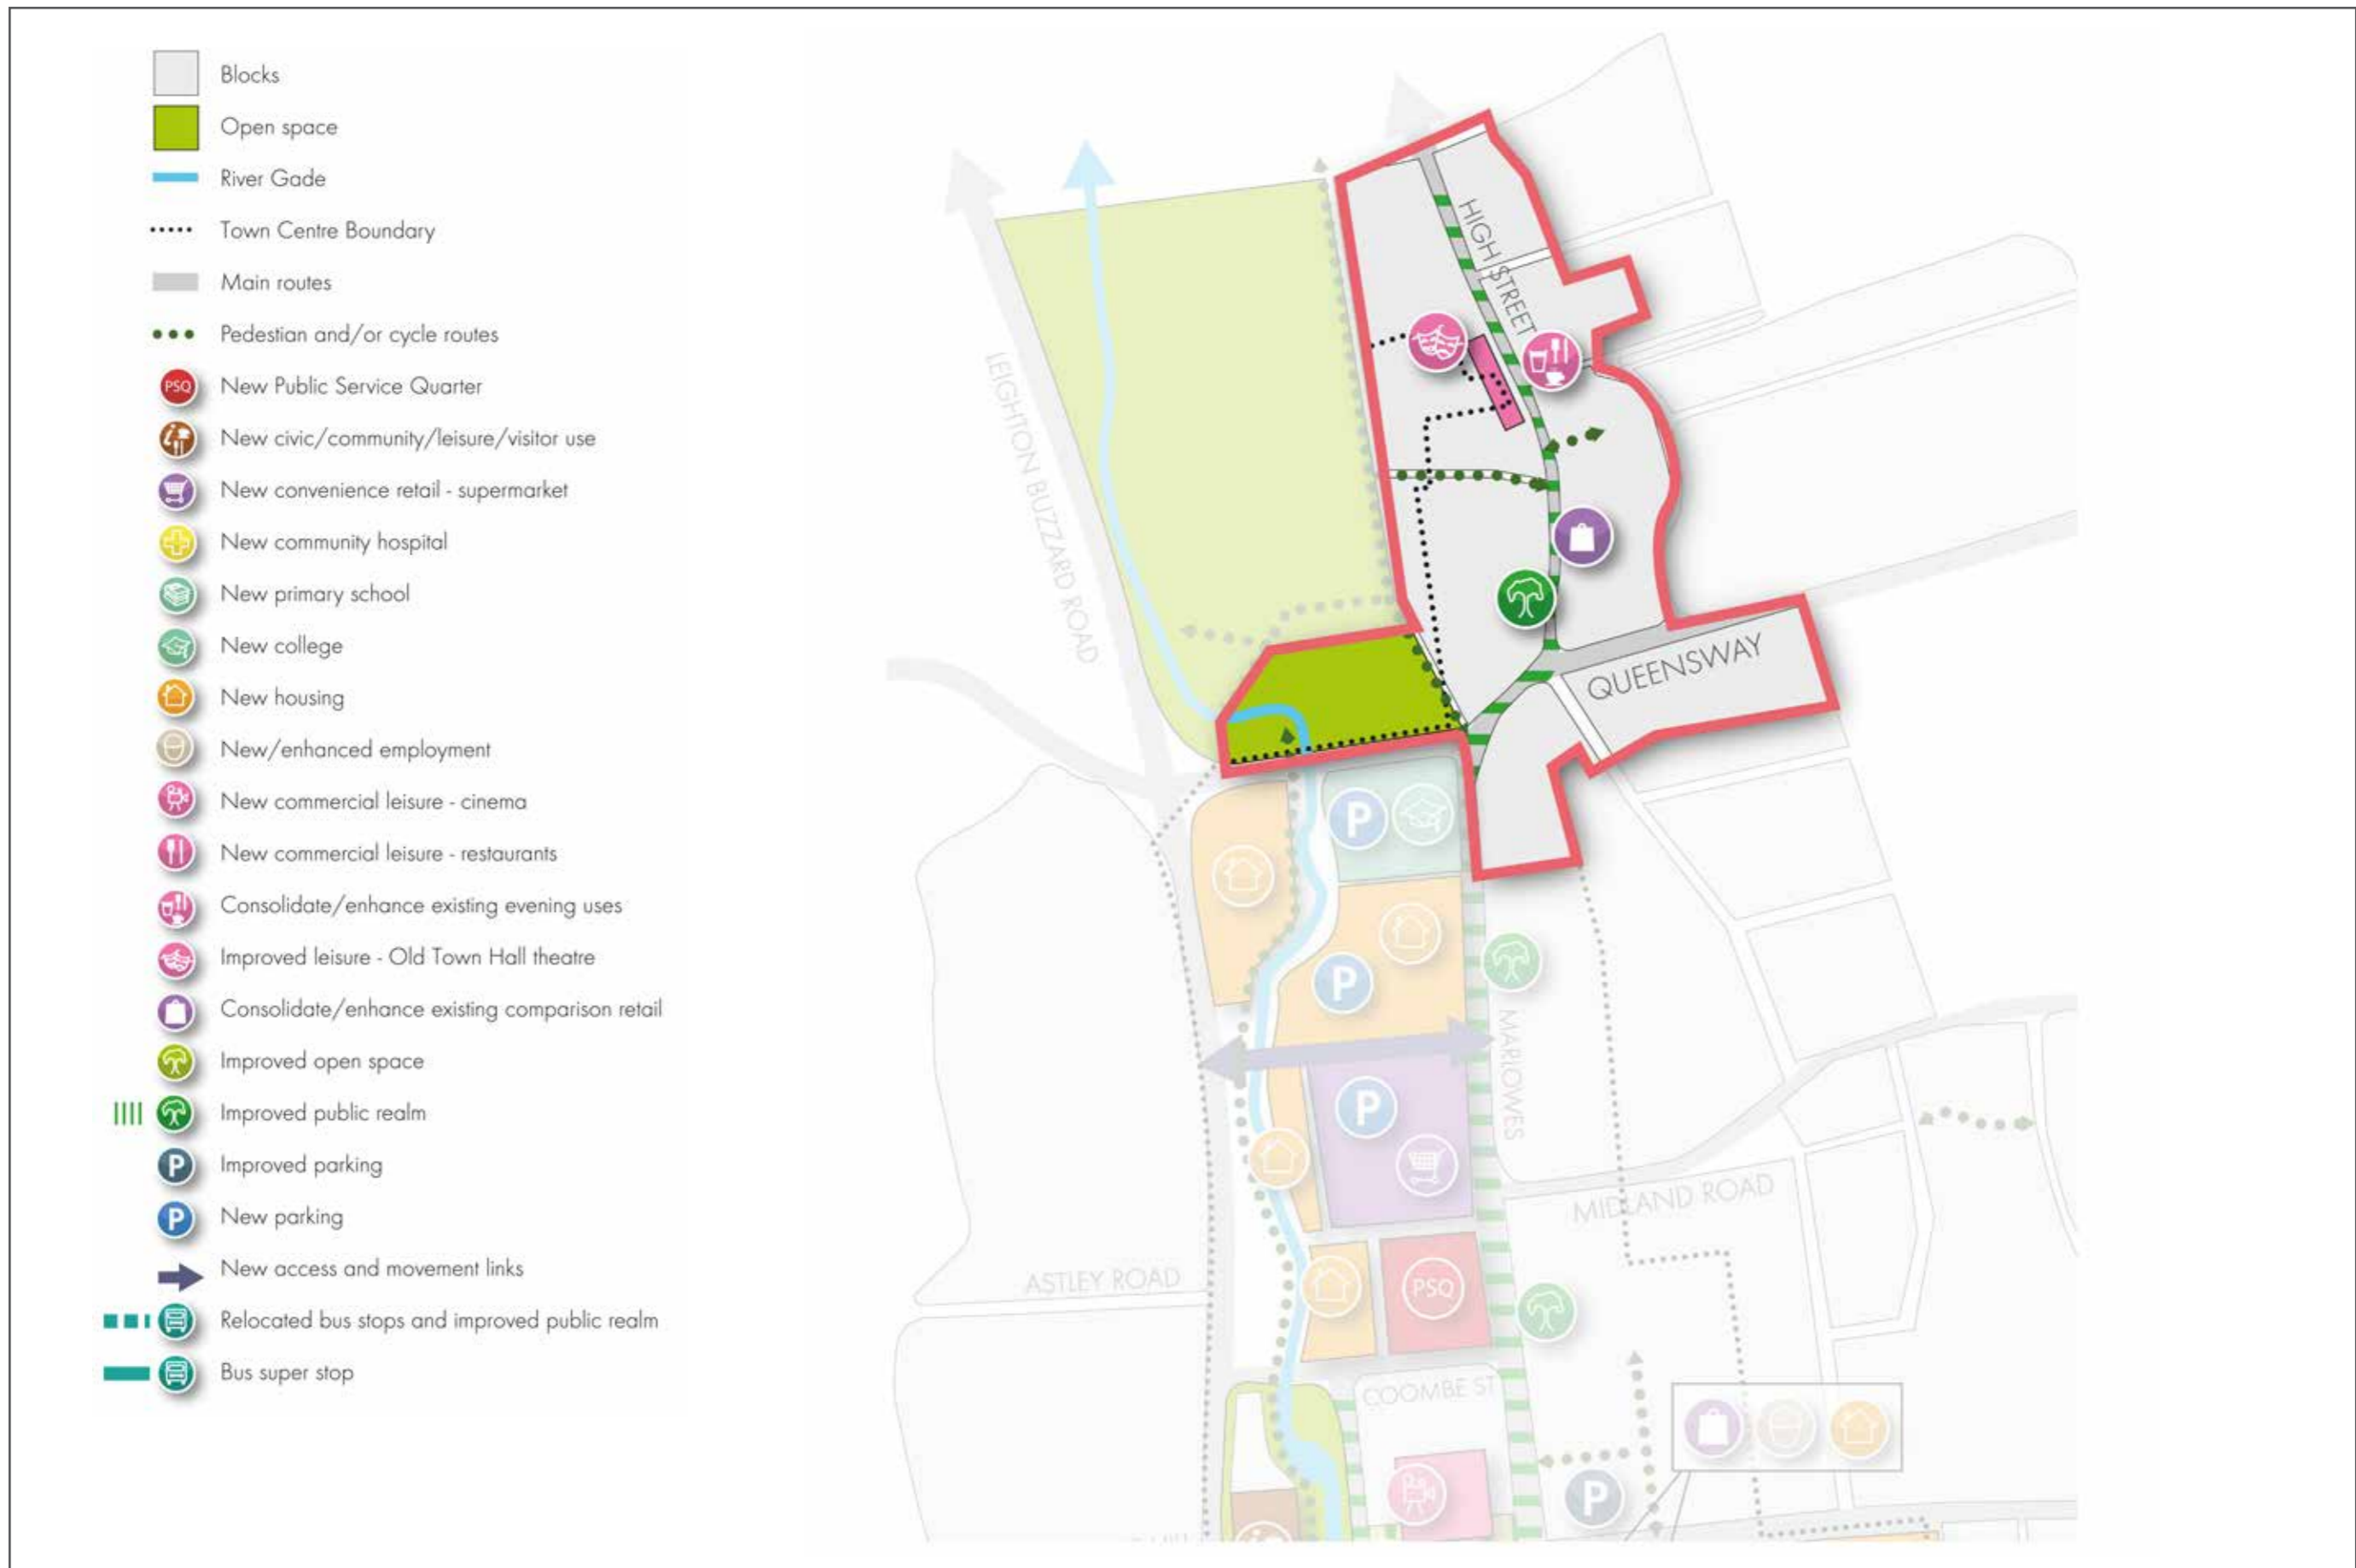 Blocks
Open space
River Gade
Town Centre Boundary
Main routes
Pedestian and/or cycle routes
PSQ New Public Service Quarter
New civic/community/leisure/visitor use
New convenience retail - supermarket
New community hospital
New primary school
New college
New housing
New/enhanced employment
New commercial leisure - cinema
New commercial leisure - restaurants
Consolidate/enhance existing evening uses
Improved leisure - Old Town Hall theatre
Consolidate/enhance existing comparison retail
Improved open space
Improved public realm
P Improved parking
P New parking
New access and movement links
Relocated bus stops and improved public realm
Bus super stop
HIGH STREET
LEIGHTON BUZZARD ROAD
QUEENSWAY
P
P
MARLOWES
P
MIDLAND ROAD
ASTLEY ROAD
PSQ
COOMBE ST
P